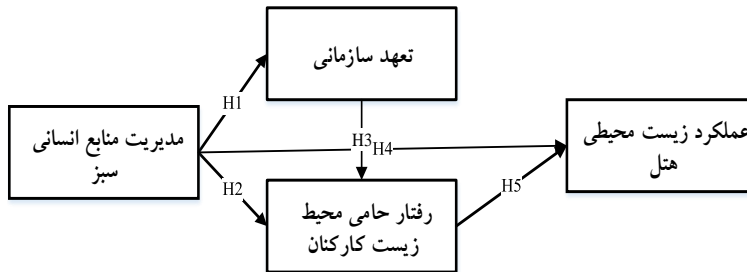 تعهد سازمانی
H1
مدیریت منابع انسانی
سبز
H3
H4
عملکرد زیست محیطی
هتل
H2
رفتار حامی محیط
زیست کارکنان
H5